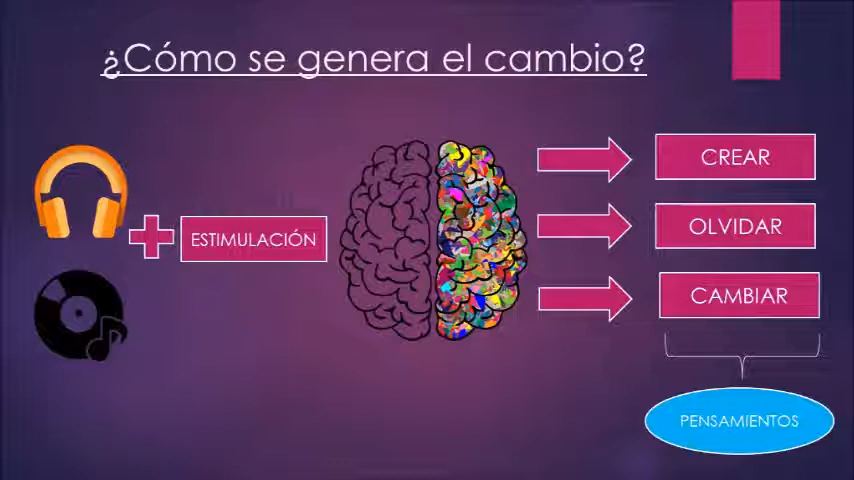 ¿Cómo se genera el cambio?
CREAR
ESTIMULACIÓN
OLVIDAR
CAMBIAR
PENSAMIENTOS